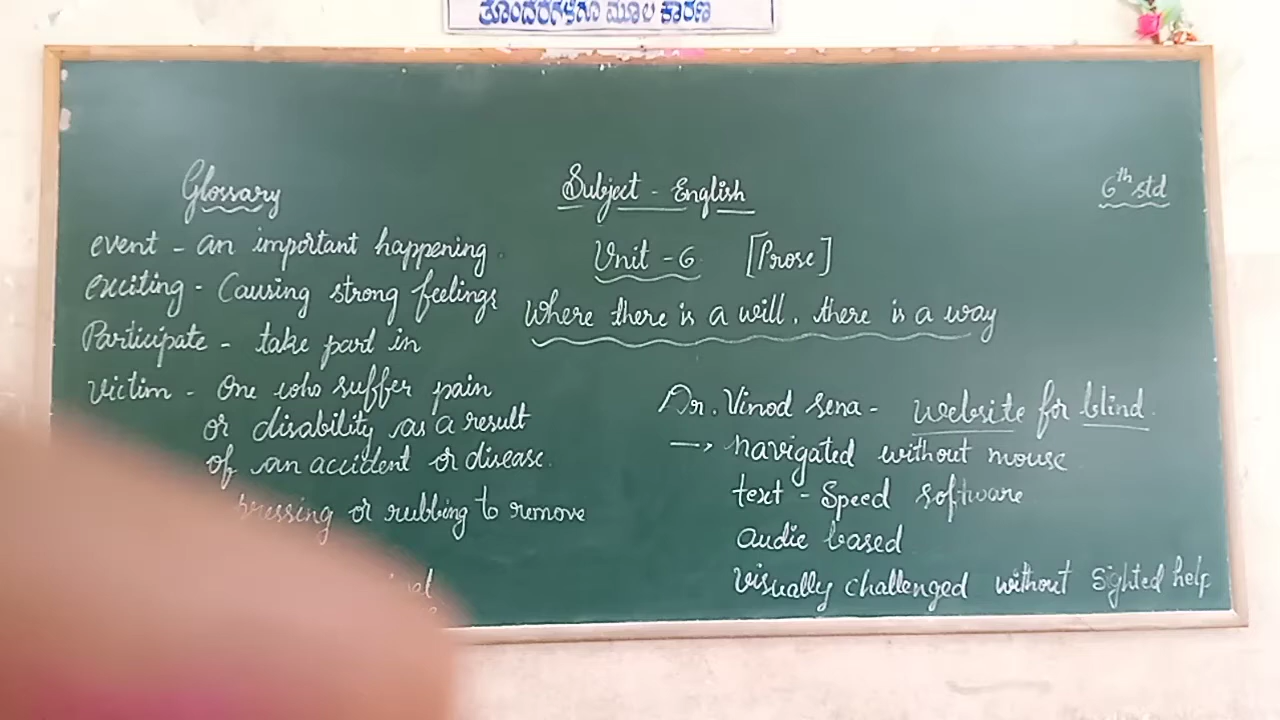 ತೊಂದರೆಗಳಿಗೂ ಮೂಲ ಕಾರಣ
Subject - English
6th std
Unit - 6 [Prose]
Where there is a will, there is a way
Glossary
event - an important happening
exciting - Causing strong feelings
Participate - take part in
Victim - One who suffer pain
or disability as a result
of an accident or disease.
pressing or rubbing to remove
Dr. Vinod Sena - website for blind.
→ navigated without mouse
text - Speed software
audio based
visually challenged without sighted help